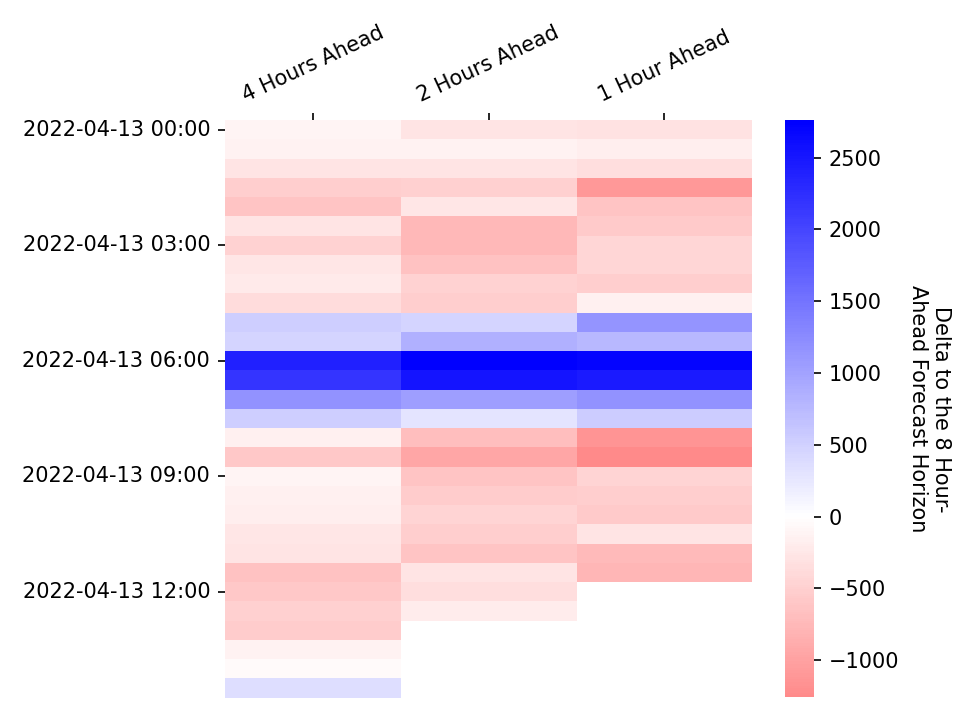 4 Hours Ahead
2 Hours Ahead
1 Hour Ahead
2022-04-13 00:00
2022-04-13 03:00
2022-04-13 06:00
2022-04-13 09:00
2022-04-13 12:00
2500
2000
1500
1000
500
0
−500
−1000
Delta to the 8 Hour-
Ahead Forecast Horizon